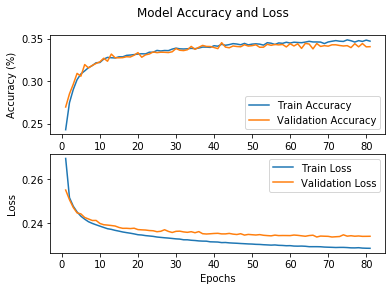 Model Accuracy and Loss
0.35
0.30
0.25
Accuracy (%)
Train Accuracy
Validation Accuracy
0 10 20 30 40 50 60 70 80
0.26
0.24
Loss
Train Loss
Validation Loss
0 10 20 30 40 50 60 70 80
Epochs